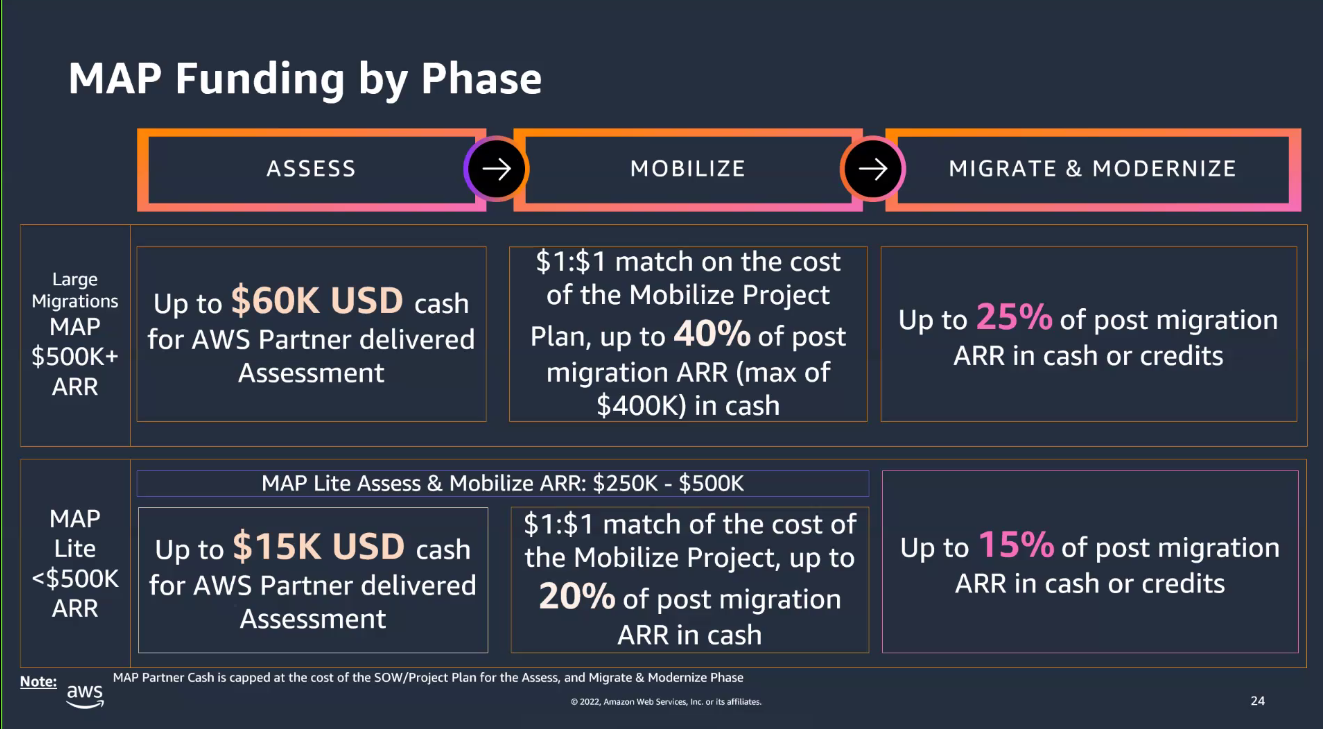 MAP Funding by Phase
ASSESS
MOBILIZE
MIGRATE & MODERNIZE
Large
Migrations
MAP
$500K+
ARR
Up to $60K USD cash
for AWS Partner delivered
Assessment
$1:$1 match on the cost
of the Mobilize Project
Plan, up to 40% of post
migration ARR (max of
$400K) in cash
Up to 25% of post migration
ARR in cash or credits
MAP
Lite
<$500K
ARR
MAP Lite Assess & Mobilize ARR: $250K - $500K
Up to $15K USD cash
for AWS Partner delivered
Assessment
$1:$1 match of the cost of
the Mobilize Project, up to
20% of post migration
ARR in cash
Up to 15% of post migration
ARR in cash or credits
Note:
MAP Partner Cash is capped at the cost of the SOW/Project Plan for the Assess, and Migrate & Modernize Phase
aws
© 2022, Amazon Web Services, Inc. or its affiliates.
24